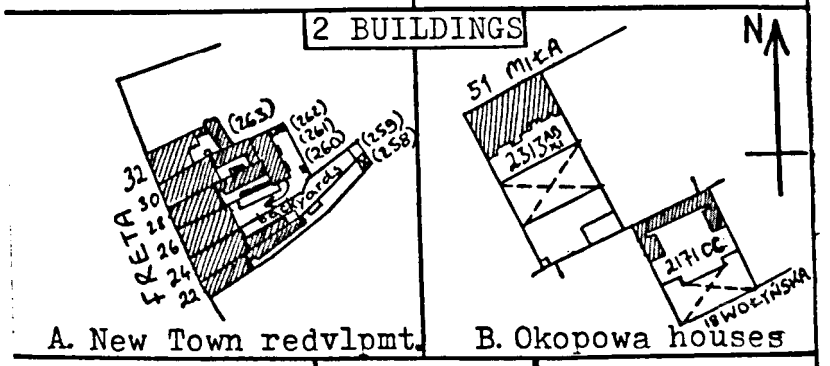 2 BUILDINGS
(263)
(262)
(261)
(260)
(259)
(258)
32
30
28
26
24
22
FRETA
backyards
A. New Town redvlpmt.
N
51 MIŁA
2313
2171 CC
18 WOŁYŃSKA
B. Okopowa houses